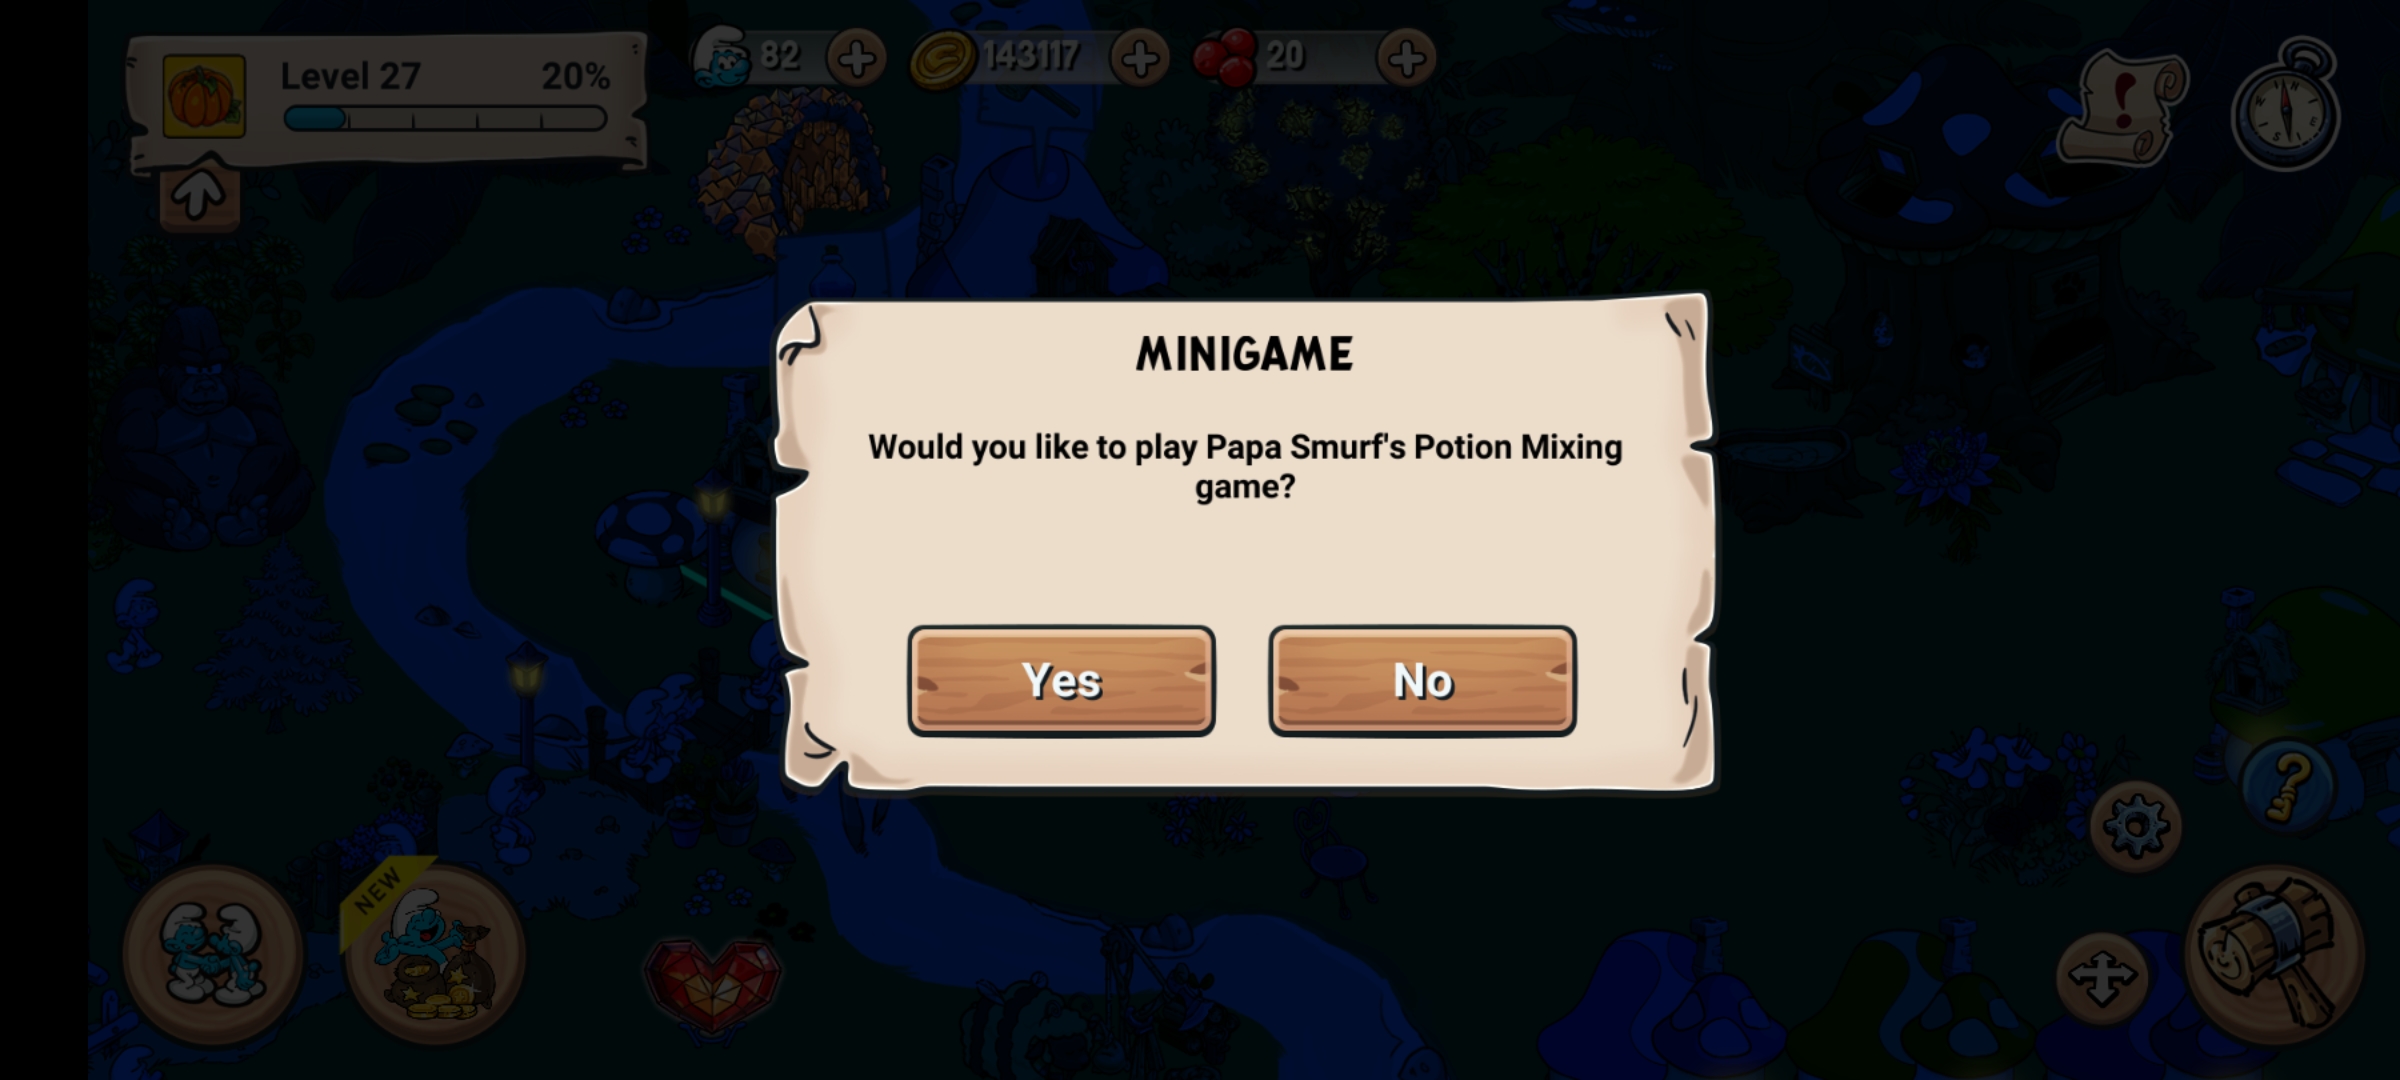 Level 27 20%
82
143117
20
MINIGAME
Would you like to play Papa Smurf's Potion Mixing
game?
Yes
No
NEW